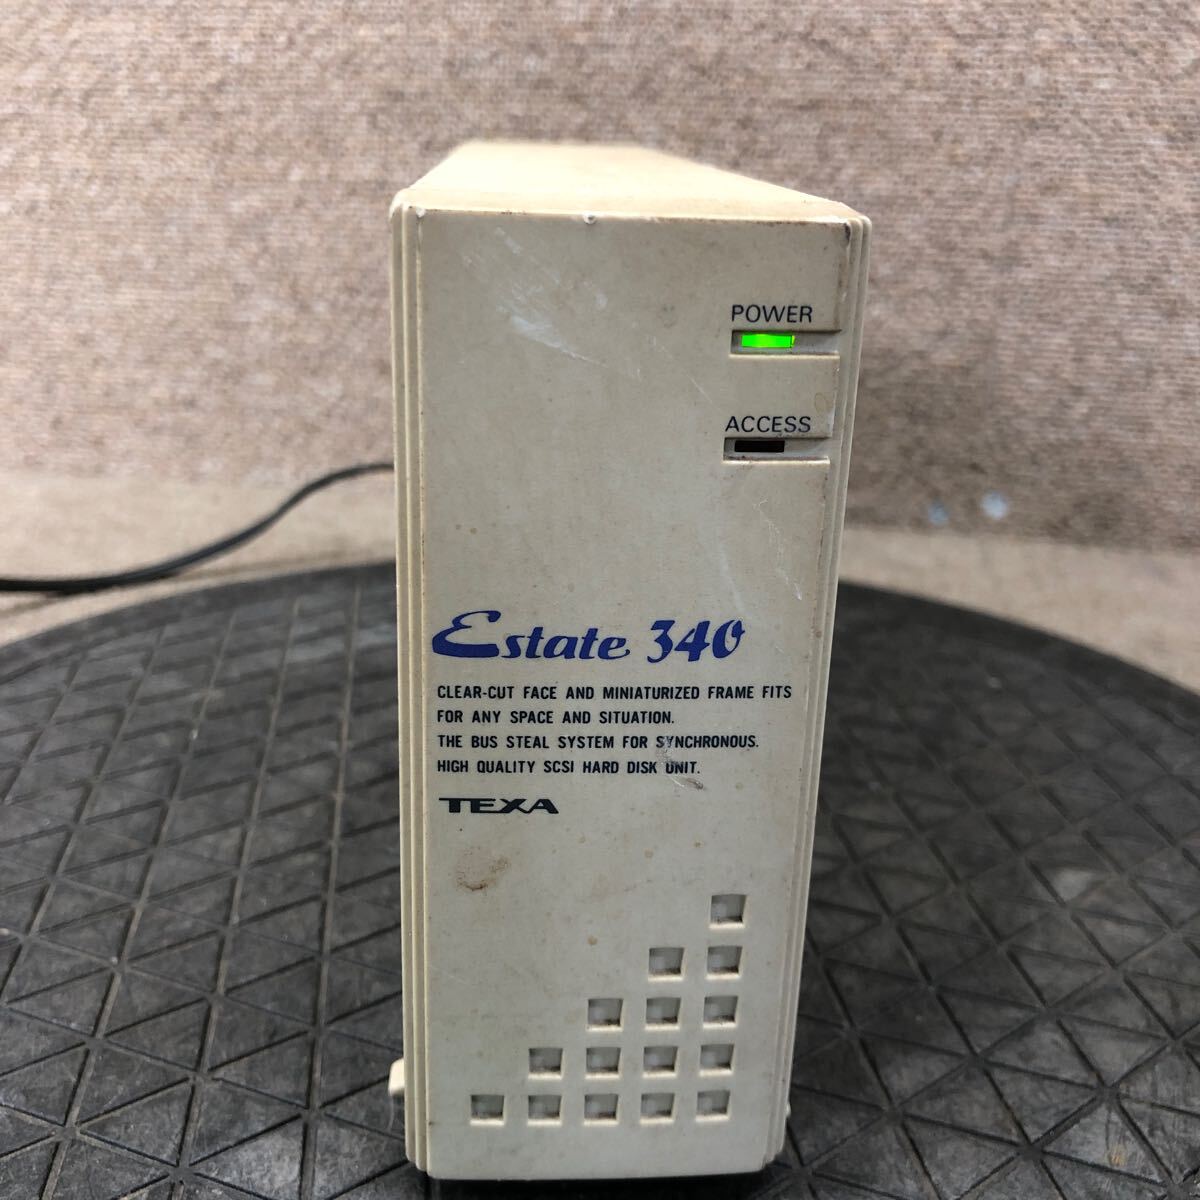 POWER
ACCESS
Estate 340
CLEAR-CUT FACE AND MINIATURIZED FRAME FITS
FOR ANY SPACE AND SITUATION.
THE BUS STEAL SYSTEM FOR SYNCHRONOUS.
HIGH QUALITY SCSI HARD DISK UNIT.
TEXA